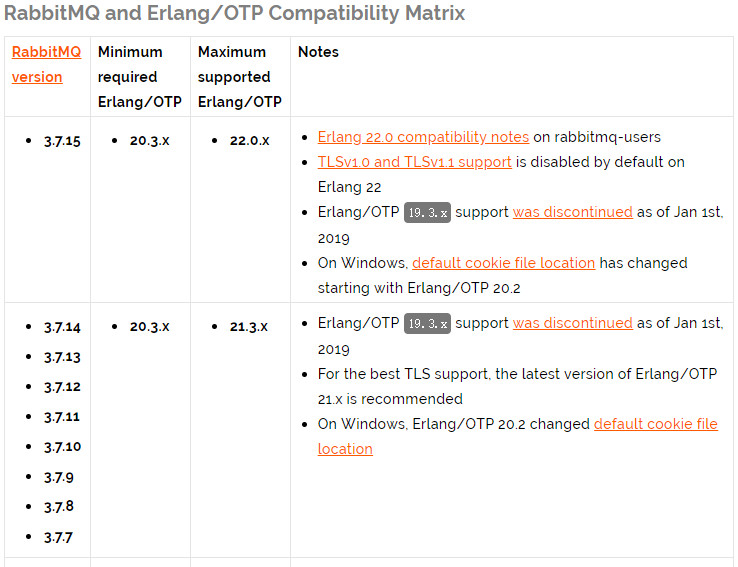 RabbitMQ and Erlang/OTP Compatibility Matrix
RabbitMQ
version
Minimum
required
Erlang/OTP
Maximum
supported
Erlang/OTP
Notes
• 3.7.15
• 20.3.x
• 22.0.x
• Erlang 22.0 compatibility notes on rabbitmq-users
• TLSv1.0 and TLSv1.1 support is disabled by default on
Erlang 22
• Erlang/OTP 19.3.x support was discontinued as of Jan 1st,
2019
• On Windows, default cookie file location has changed
starting with Erlang/OTP 20.2
• 3.7.14
• 3.7.13
• 3.7.12
• 3.7.11
• 3.7.10
• 3.7.9
• 3.7.8
• 3.7.7
• 20.3.x
• 21.3.x
• Erlang/OTP 19.3.x support was discontinued as of Jan 1st,
2019
• For the best TLS support, the latest version of Erlang/OTP
21.x is recommended
• On Windows, Erlang/OTP 20.2 changed default cookie file
location